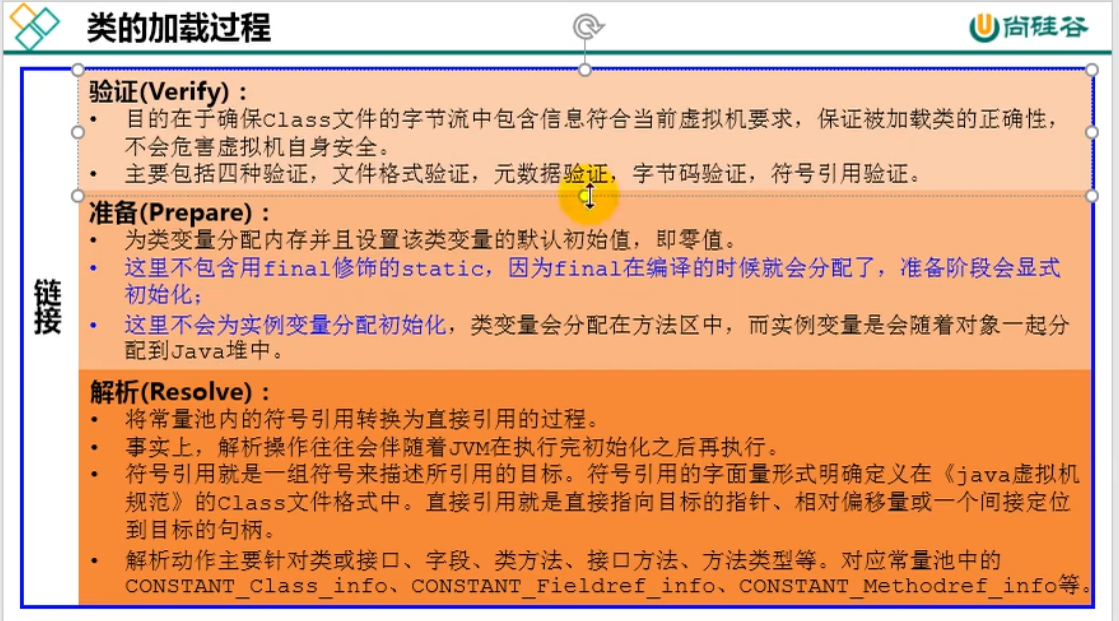 类的加载过程
尚硅谷
链接
验证(Verify)：
• 目的在于确保Class文件的字节流中包含信息符合当前虚拟机要求，保证被加载类的正确性，
不会危害虚拟机自身安全。
• 主要包括四种验证，文件格式验证，元数据验证，字节码验证，符号引用验证。
准备(Prepare)：
• 为类变量分配内存并且设置该类变量的默认初始值，即零值。
• 这里不包含用final修饰的static，因为final在编译的时候就会分配了，准备阶段会显式
初始化；
• 这里不会为实例变量分配初始化，类变量会分配在方法区中，而实例变量是会随着对象一起分
配到Java堆中。
解析(Resolve)：
• 将常量池内的符号引用转换为直接引用的过程。
• 事实上，解析操作往往会伴随着JVM在执行完初始化之后再执行。
• 符号引用就是一组符号来描述所引用的目标。符号引用的字面量形式明确定义在《java虚拟机
规范》的Class文件格式中。直接引用就是直接指向目标的指针、相对偏移量或一个间接定位
到目标的句柄。
• 解析动作主要针对类或接口、字段、类方法、接口方法、方法类型等。对应常量池中的
CONSTANT_Class_info、CONSTANT_Fieldref_info、CONSTANT_Methodref_info等。